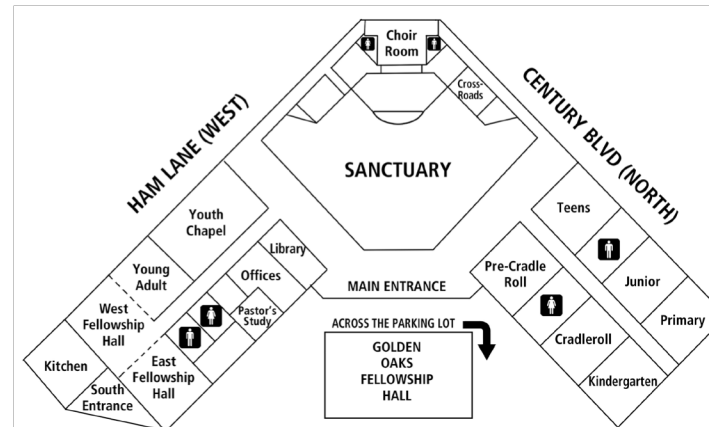 Choir
Room
Cross-
Roads
HAM LANE (WEST)
CENTURY BLVD (NORTH)
SANCTUARY
Youth
Chapel
Teens
Library
Offices
Young
Adult
Pastor's
Study
MAIN ENTRANCE
Pre-Cradle
Roll
Junior
Primary
West
Fellowship
Hall
ACROSS THE PARKING LOT
GOLDEN
OAKS
FELLOWSHIP
HALL
Cradleroll
Kindergarten
Kitchen
East
Fellowship
Hall
South
Entrance